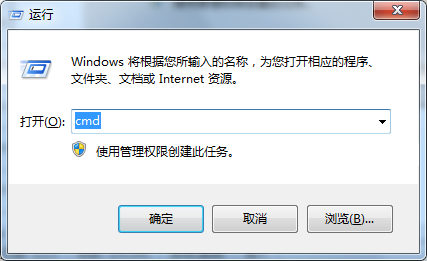 运行
Windows 将根据您所输入的名称，为您打开相应的程序、
文件夹、文档或 Internet 资源。
打开(O): cmd
使用管理权限创建此任务。
确定 取消 浏览(B)...